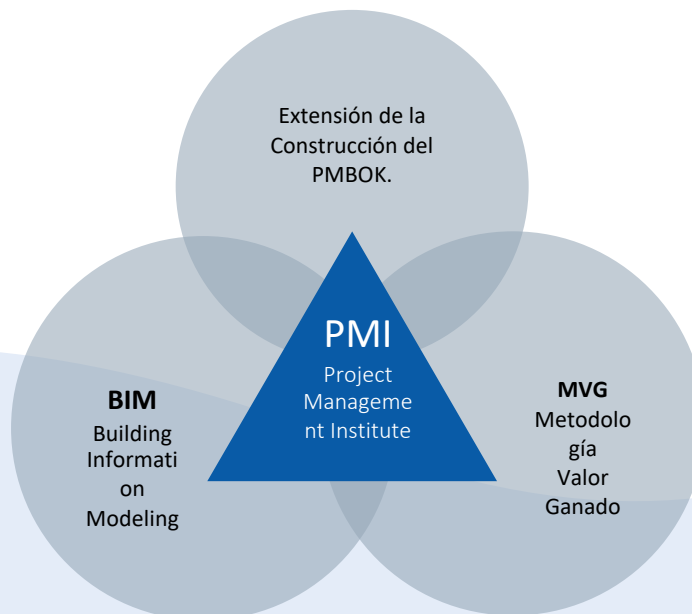 Extensión de la
Construcción del
PMBOK.
PMI
Project
Manageme
nt Institute
BIM
Building
Informati
on
Modeling
MVG
Metodolo
gía
Valor
Ganado